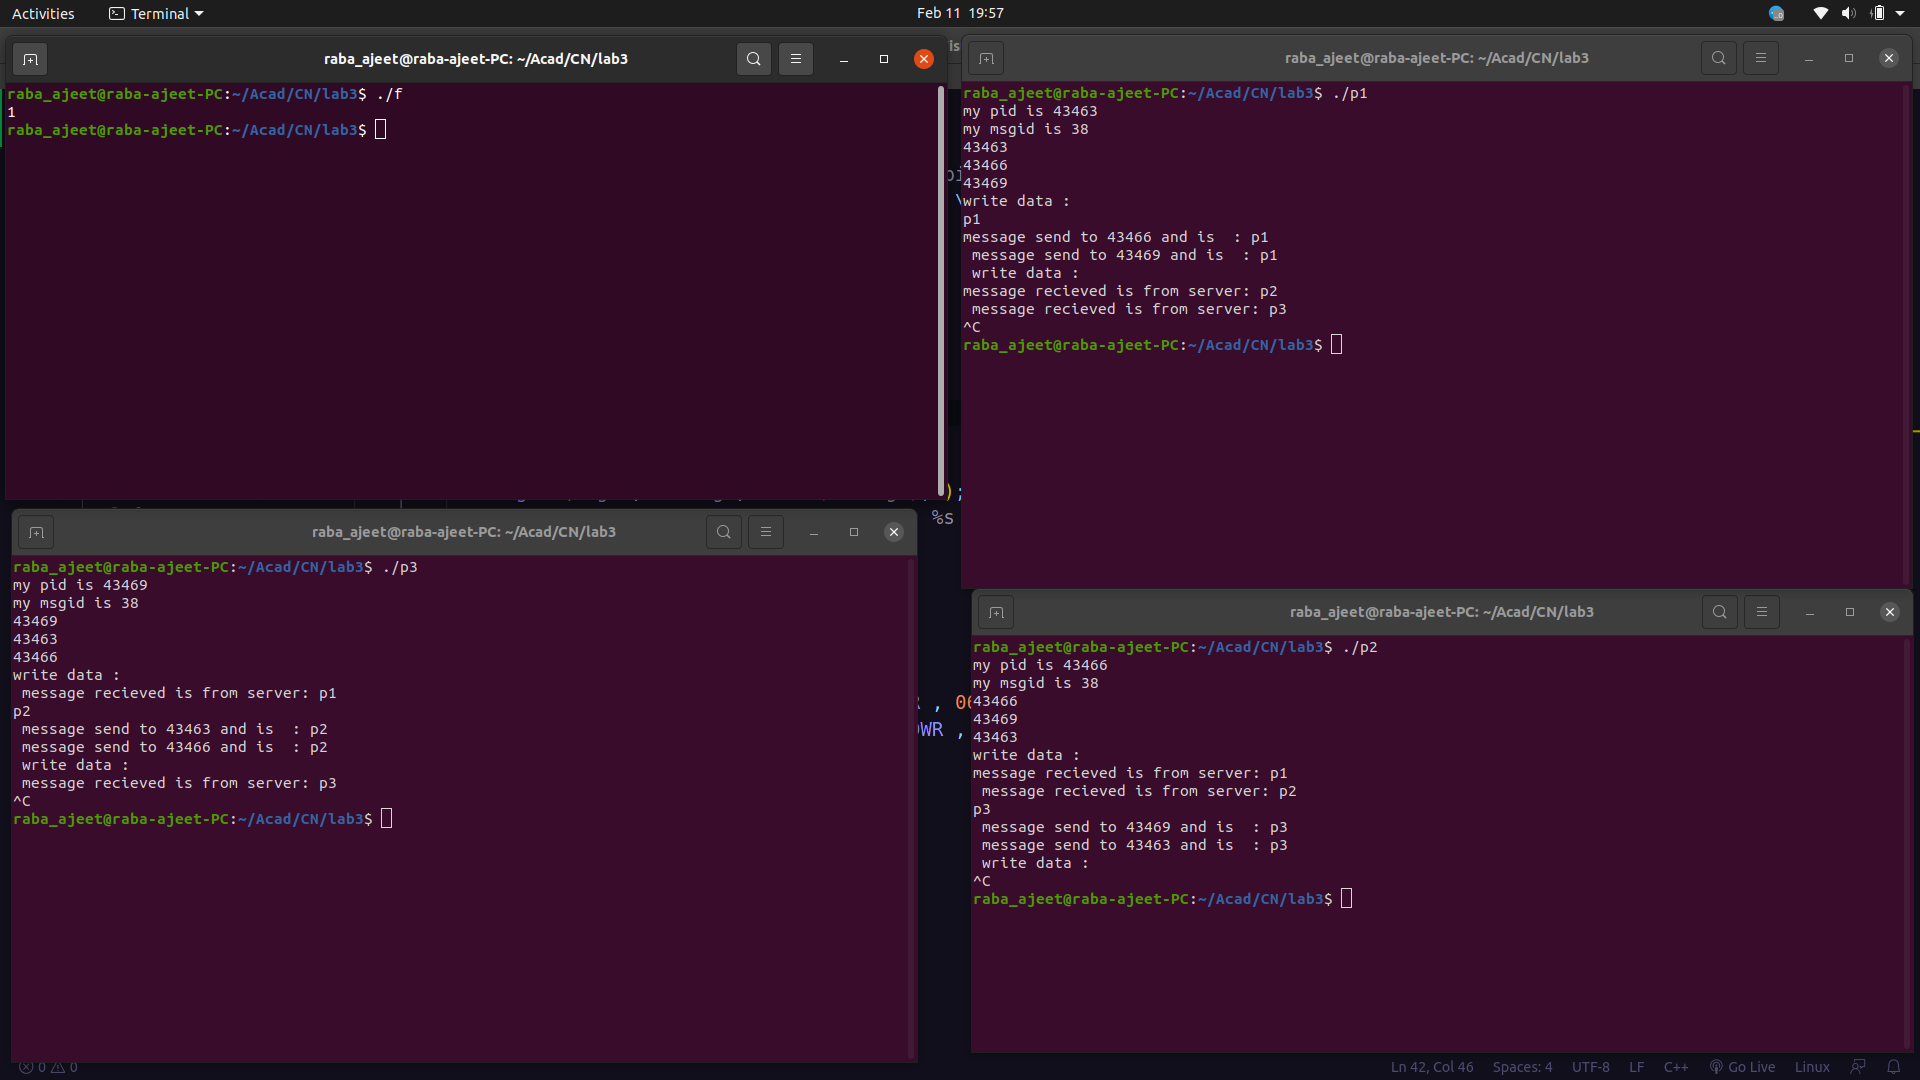 Activities
Terminal
Feb 11 19:57
raba_ajeet@raba-ajeet-PC: ~/Acad/CN/lab3
raba_ajeet@raba-ajeet-PC:~/Acad/CN/lab3$ ./f
1
raba_ajeet@raba-ajeet-PC:~/Acad/CN/lab3$
raba_ajeet@raba-ajeet-PC: ~/Acad/CN/lab3
raba_ajeet@raba-ajeet-PC:~/Acad/CN/lab3$ ./p1
my pid is 43463
my msgid is 38
43463
43466
43469
write data :
p1
message send to 43466 and is  : p1
 message send to 43469 and is  : p1
 write data :
message recieved is from server: p2
 message recieved is from server: p3
^C
raba_ajeet@raba-ajeet-PC:~/Acad/CN/lab3$
);
%s
raba_ajeet@raba-ajeet-PC: ~/Acad/CN/lab3
raba_ajeet@raba-ajeet-PC:~/Acad/CN/lab3$ ./p3
my pid is 43469
my msgid is 38
43469
43463
43466
write data :
 message recieved is from server: p1
p2
 message send to 43463 and is  : p2
 message send to 43466 and is  : p2
 write data :
 message recieved is from server: p3
^C
raba_ajeet@raba-ajeet-PC:~/Acad/CN/lab3$
raba_ajeet@raba-ajeet-PC: ~/Acad/CN/lab3
raba_ajeet@raba-ajeet-PC:~/Acad/CN/lab3$ ./p2
my pid is 43466
my msgid is 38
43466
43469
43463
write data :
message recieved is from server: p1
 message recieved is from server: p2
p3
 message send to 43469 and is  : p3
 message send to 43463 and is  : p3
 write data :
^C
raba_ajeet@raba-ajeet-PC:~/Acad/CN/lab3$
0 0
Ln 42, Col 46 Spaces: 4 UTF-8 LF C++ Go Live Linux